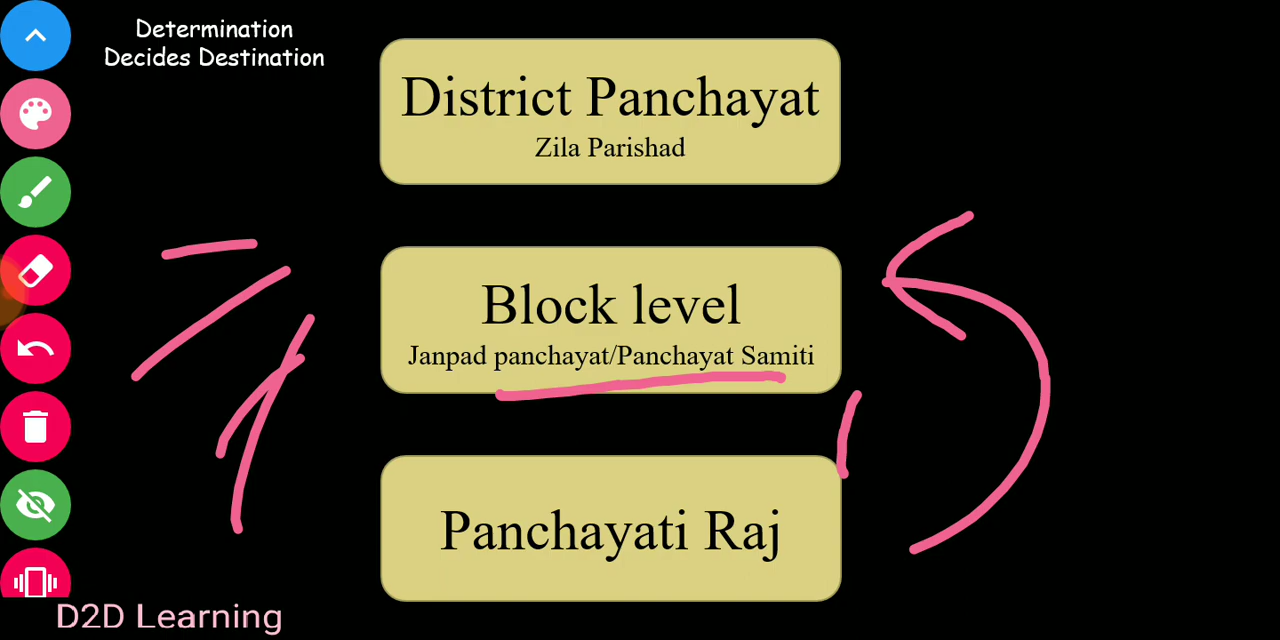 Determination
Decides Destination
District Panchayat
Zila Parishad
Block level
Janpad panchayat/Panchayat Samiti
Panchayati Raj
D2D Learning